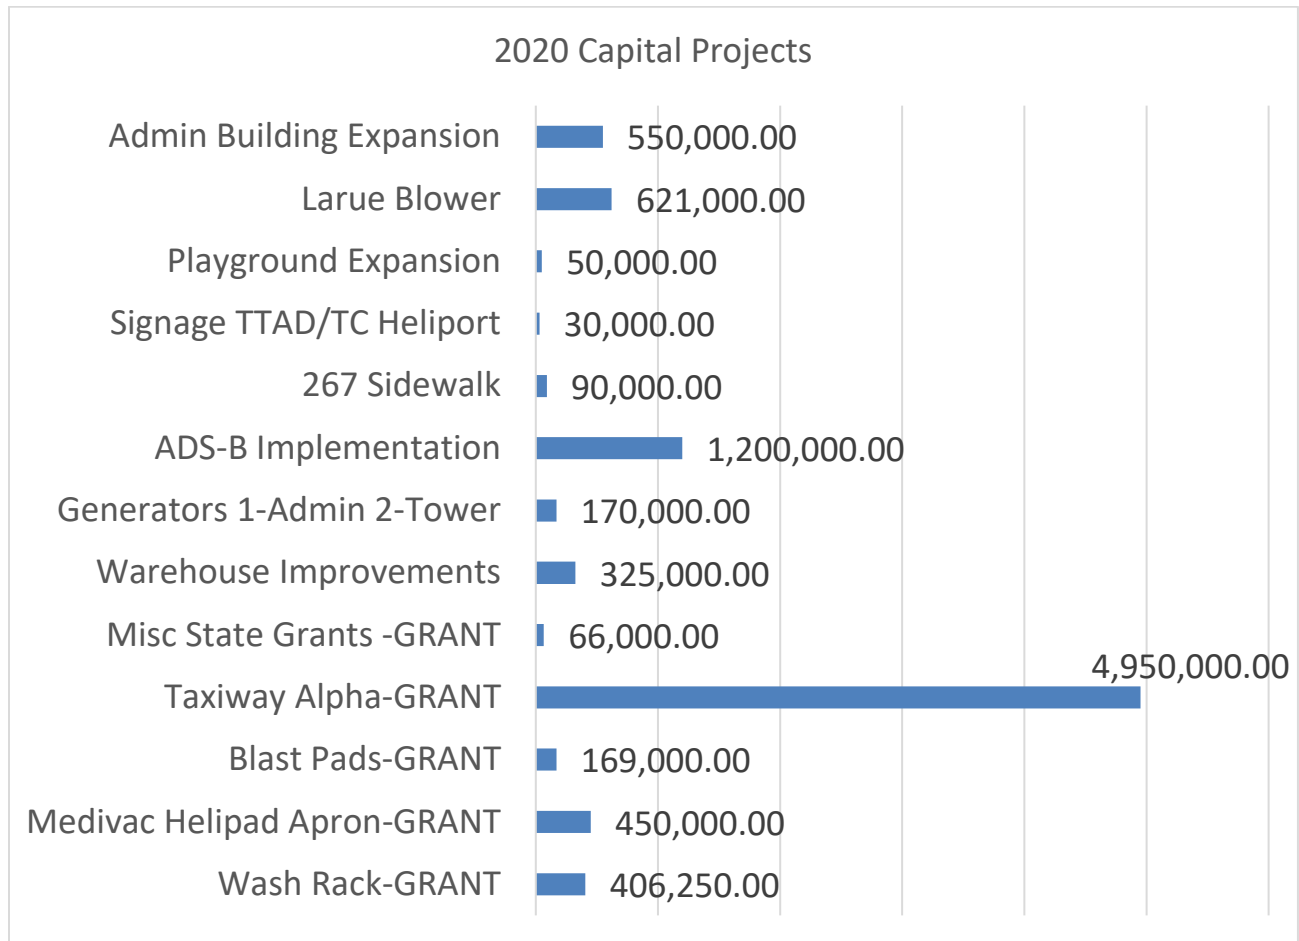 2020 Capital Projects
Admin Building Expansion 550,000.00
Larue Blower 621,000.00
Playground Expansion 50,000.00
Signage TTAD/TC Heliport 30,000.00
267 Sidewalk 90,000.00
ADS-B Implementation 1,200,000.00
Generators 1-Admin 2-Tower 170,000.00
Warehouse Improvements 325,000.00
Misc State Grants -GRANT 66,000.00
Taxiway Alpha-GRANT 4,950,000.00
Blast Pads-GRANT 169,000.00
Medivac Helipad Apron-GRANT 450,000.00
Wash Rack-GRANT 406,250.00